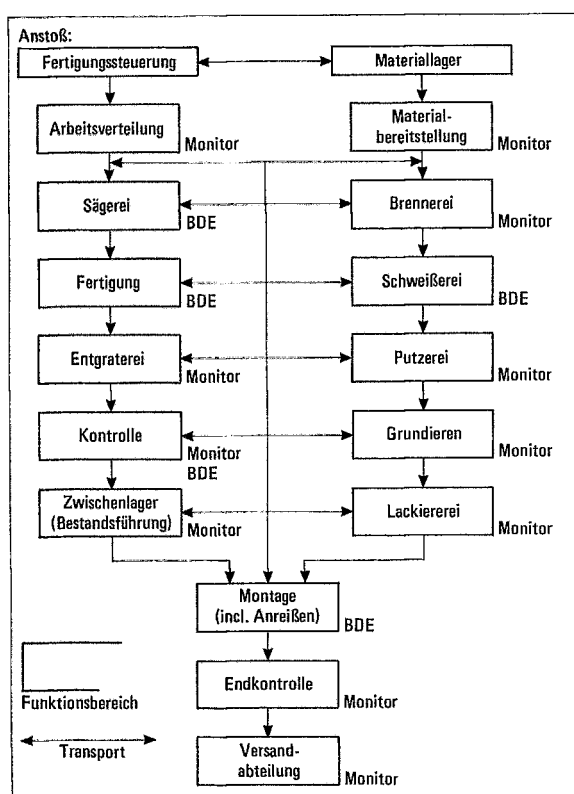 Anstoß:
Fertigungssteuerung
Materiallager
Arbeitsverteilung
Monitor
Material-
bereitstellung
Monitor
Sägerei
BDE
Brennerei
Monitor
Fertigung
BDE
Schweißerei
BDE
Entgraterei
Monitor
Putzerei
Monitor
Kontrolle
Monitor
BDE
Grundieren
Monitor
Zwischenlager
(Bestandsführung)
Monitor
Lackiererei
Monitor
Montage
(incl. Anreißen)
BDE
Endkontrolle
Monitor
Versand-
abteilung
Monitor
Funktionsbereich
Transport